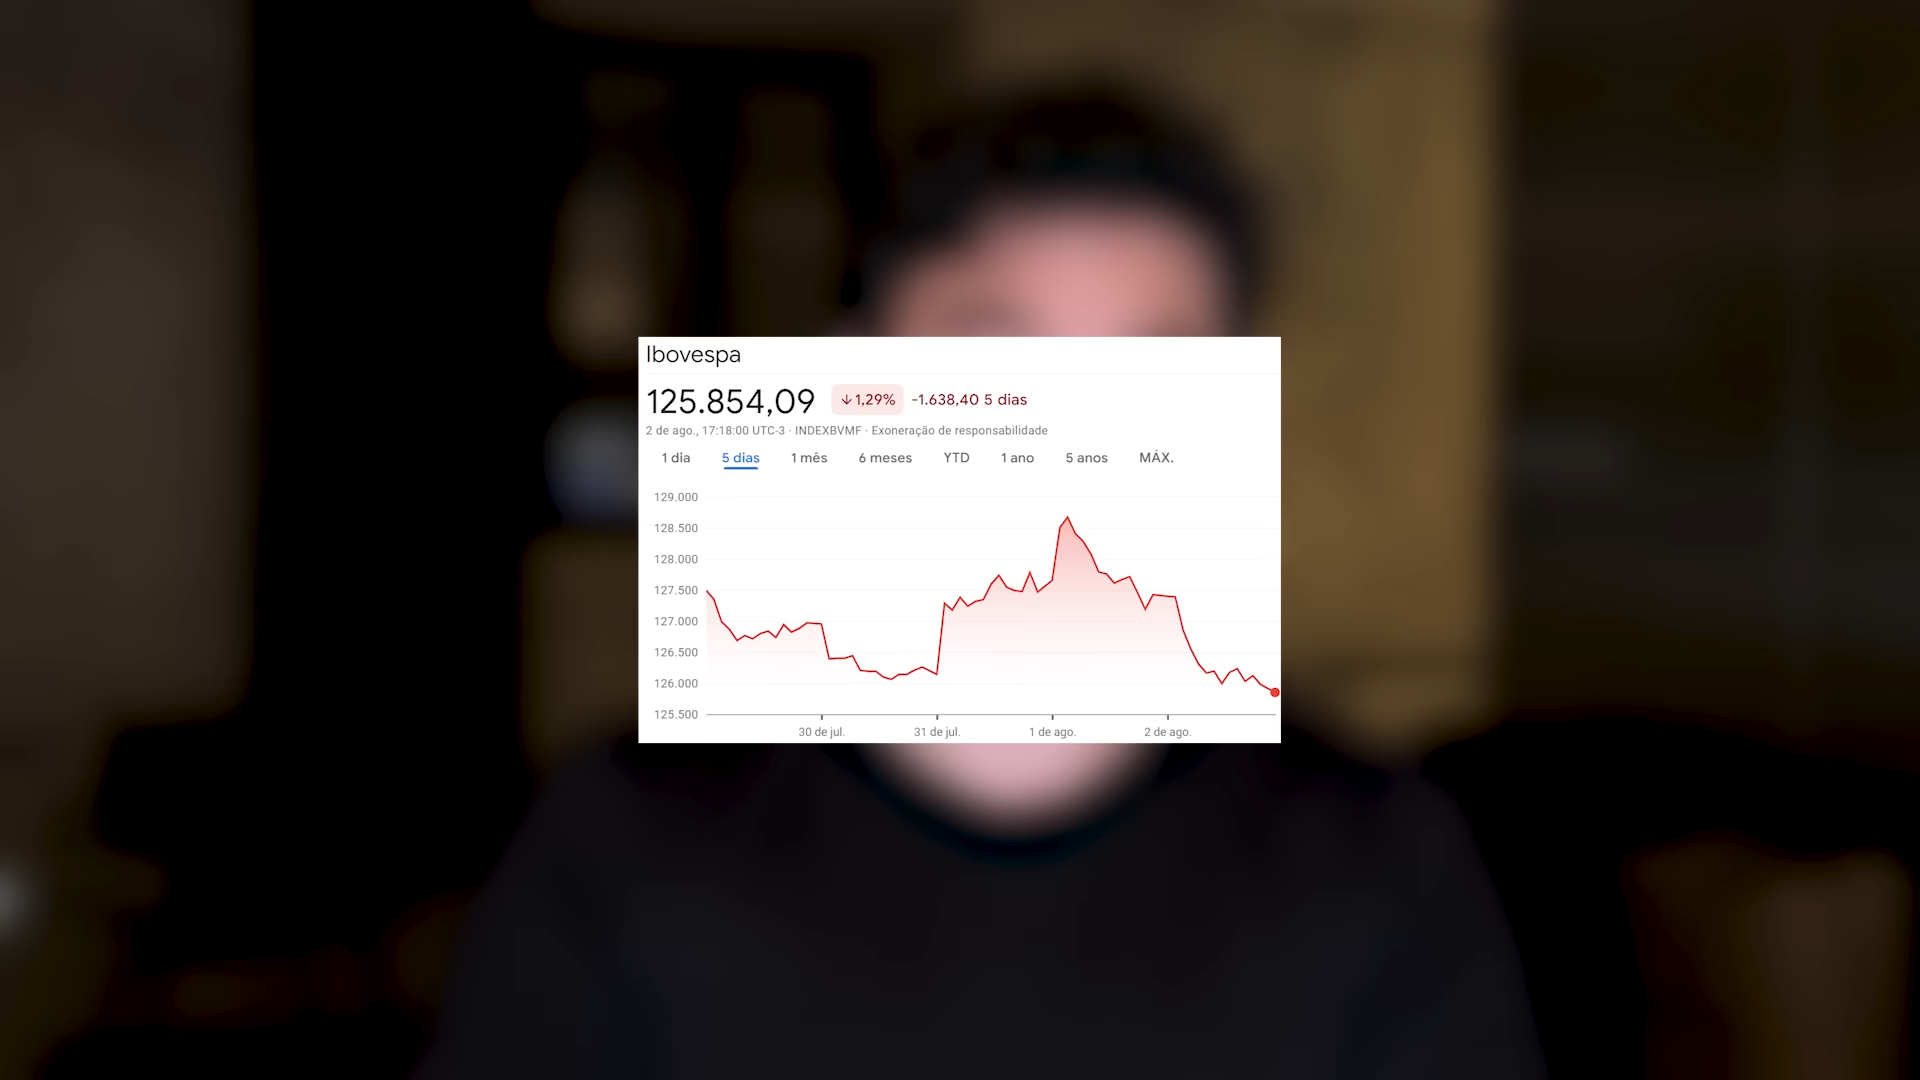 Ibovespa
125.854,09 ↓1,29% -1.638,40 5 dias
2 de ago., 17:18:00 UTC-3 · INDEXBVMF · Exoneração de responsabilidade
1 dia 5 dias 1 mês 6 meses YTD 1 ano 5 anos MÁX.
129.000
128.500
128.000
127.500
127.000
126.500
126.000
125.500
30 de jul. 31 de jul. 1 de ago. 2 de ago.